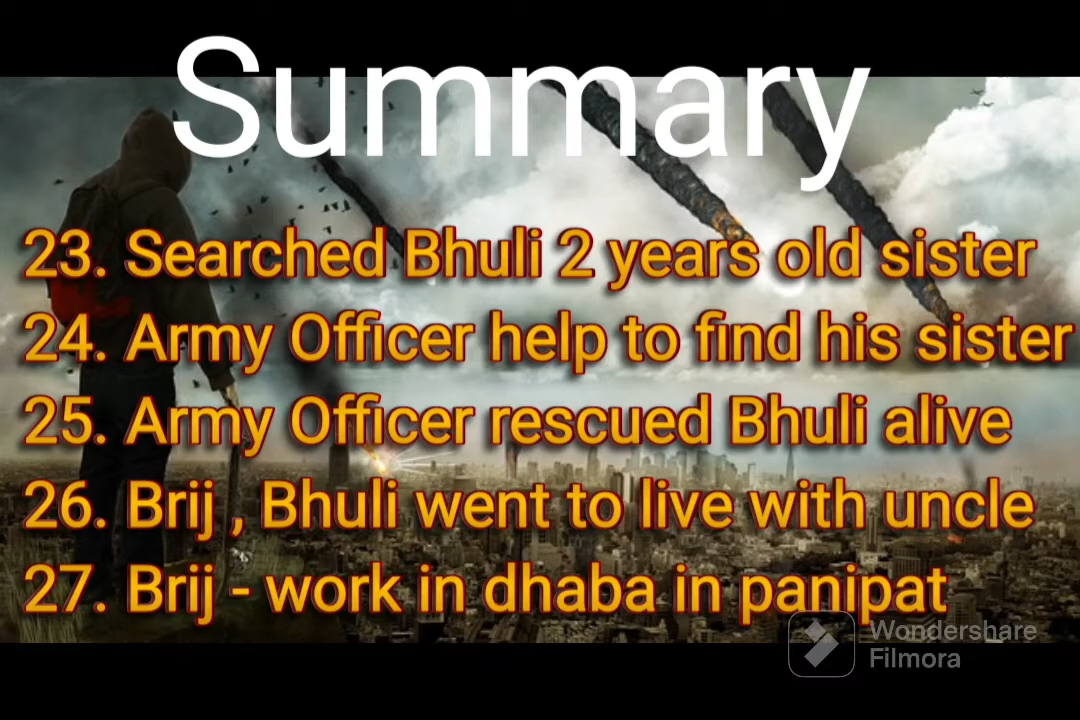 Summary
23. Searched Bhuli 2 years old sister
24. Army Officer help to find his sister
25. Army Officer rescued Bhuli alive
26. Brij , Bhuli went to live with uncle
27. Brij - work in dhaba in panipat
Wondershare
Filmora